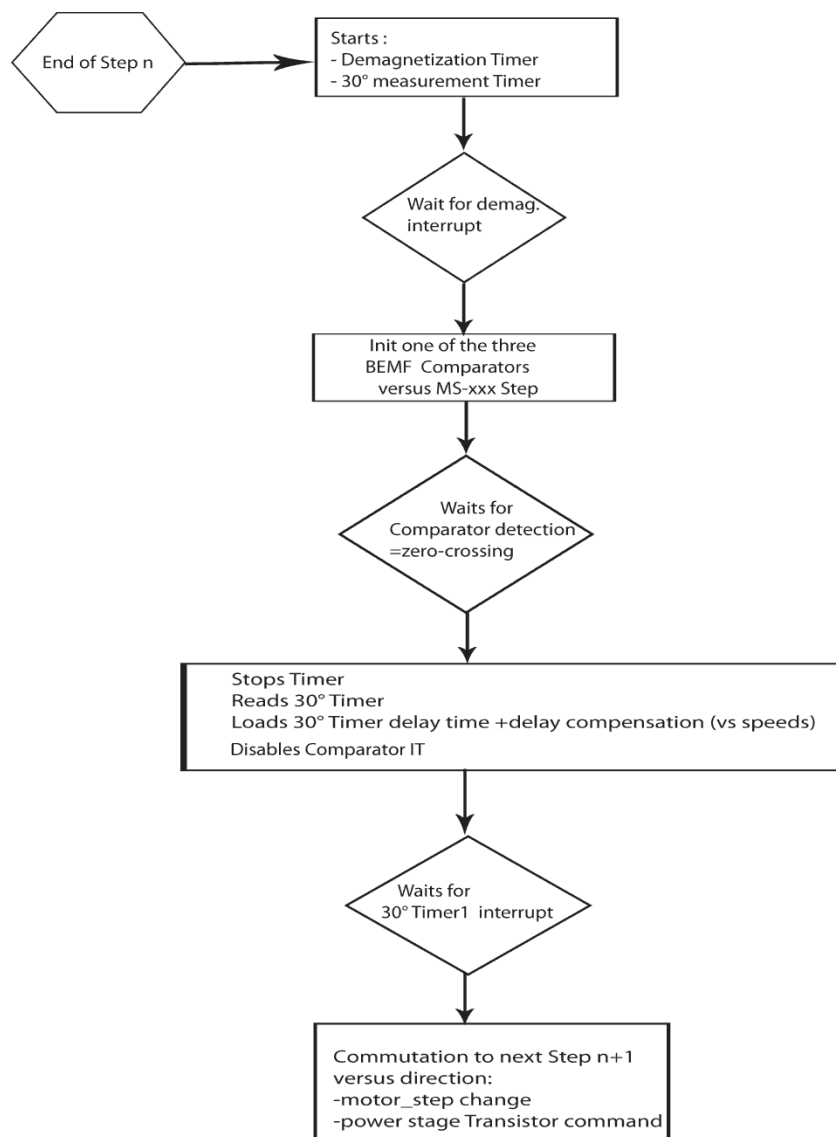 End of Step n
Starts :
- Demagnetization Timer
- 30° measurement Timer
Wait for demag.
interrupt
Init one of the three
BEMF Comparators
versus MS-xxx Step
Waits for
Comparator detection
=zero-crossing
Stops Timer
Reads 30° Timer
Loads 30° Timer delay time +delay compensation (vs speeds)
Disables Comparator IT
Waits for
30° Timer1 interrupt
Commutation to next Step n+1
versus direction:
-motor_step change
-power stage Transistor command